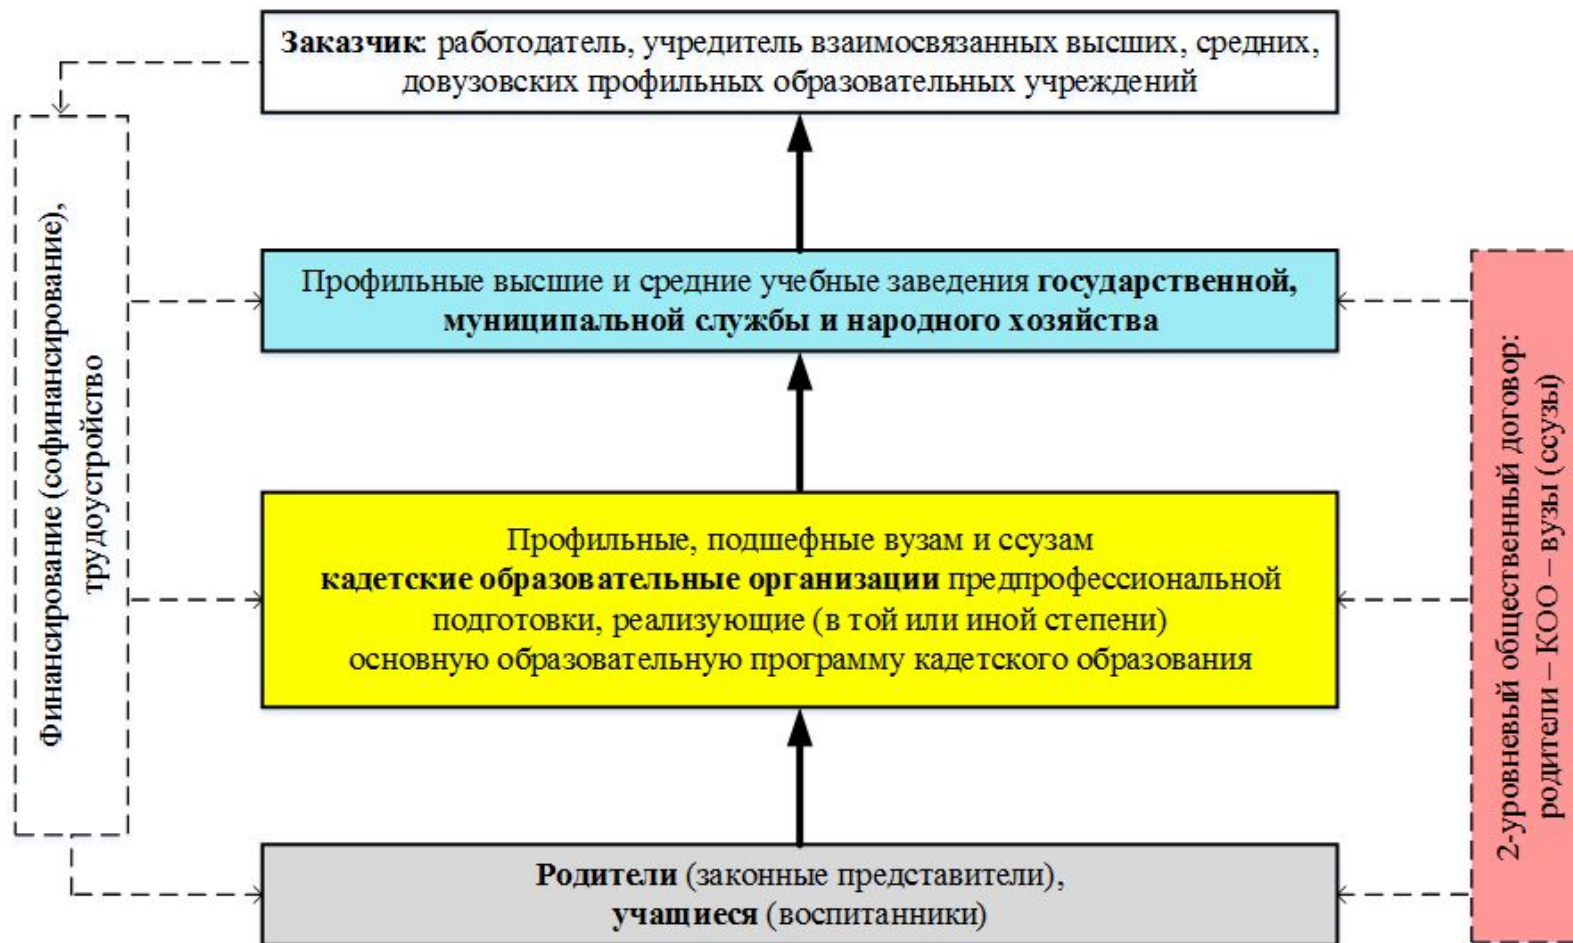 Заказчик: работодатель, учредитель взаимосвязанных высших, средних,
довузовских профильных образовательных учреждений
Финансирование (софинансирование),
трудоустройство
Профильные высшие и средние учебные заведения государственной,
муниципальной службы и народного хозяйства
2-уровневый общественный договор:
родители – КОО – вузы (ссузы)
Профильные, подшефные вузам и ссузам
кадетские образовательные организации предпрофессиональной
подготовки, реализующие (в той или иной степени)
основную образовательную программу кадетского образования
Родители (законные представители),
учащиеся (воспитанники)